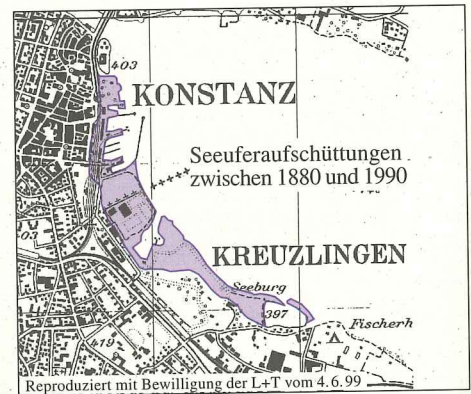 403
KONSTANZ
Seeuferaufschüttungen
zwischen 1880 und 1990
KREUZLINGEN
Seeburg
397
Fischerh
419
Reproduziert mit Bewilligung der L+T vom 4.6.99